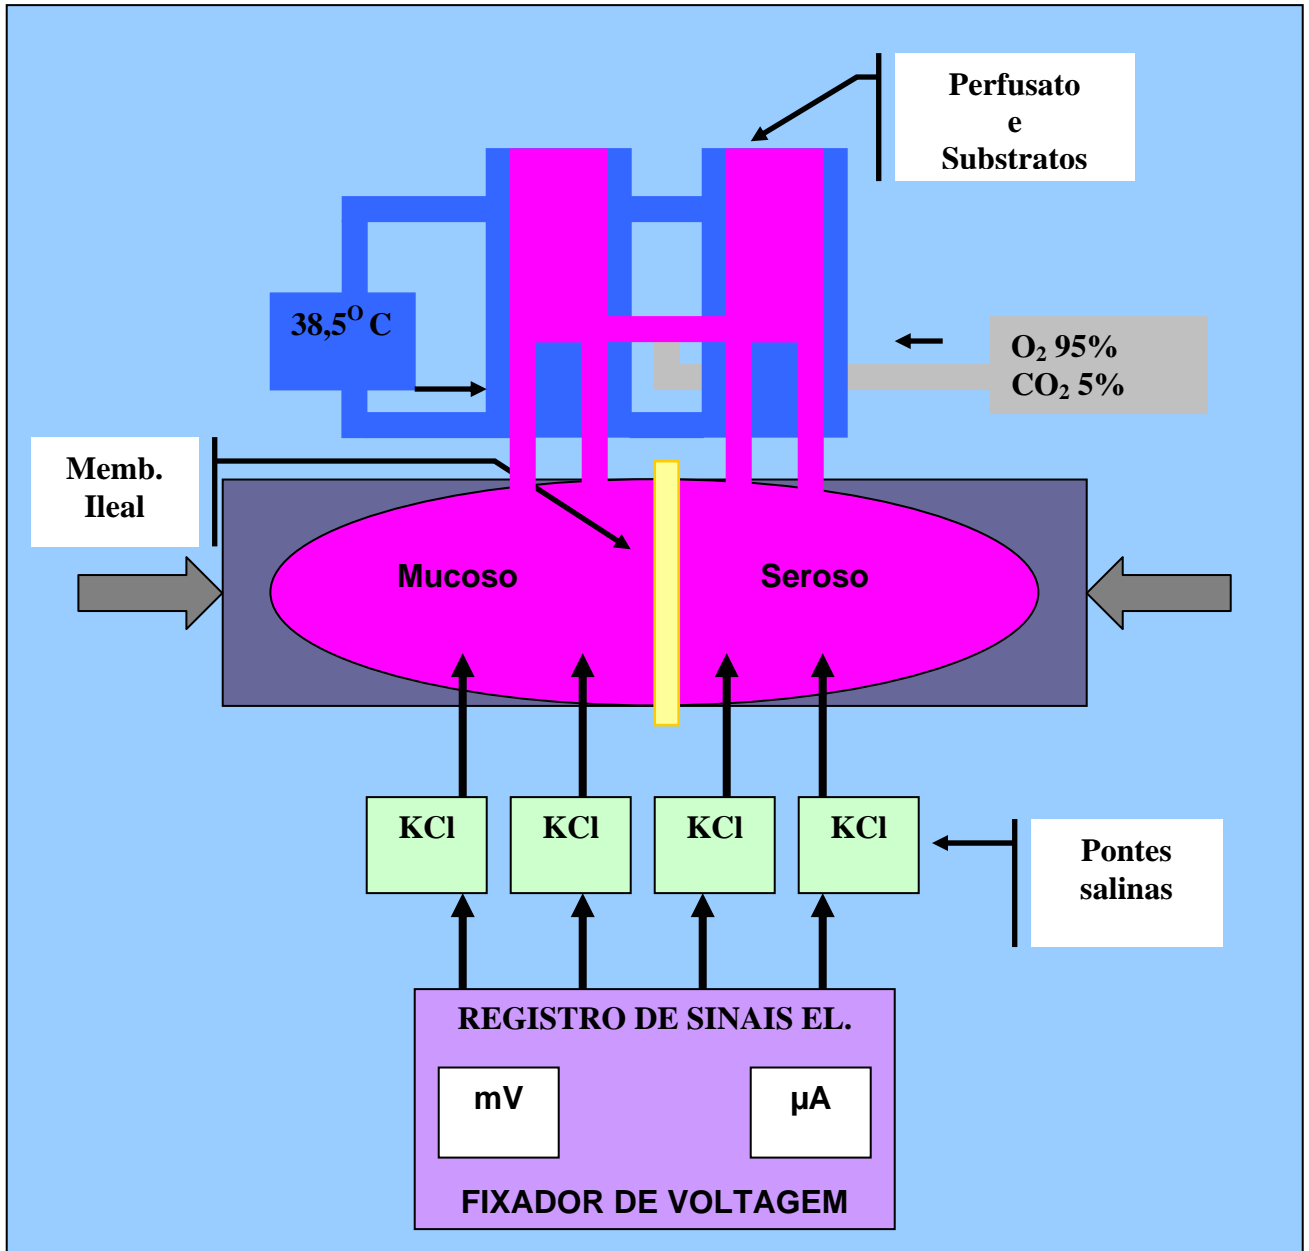 Perfusato
e
Substratos
38,5ᴼ C
O₂ 95%
CO₂ 5%
Memb.
Ileal
Mucoso
Seroso
KCl
KCl
KCl
KCl
Pontes
salinas
REGISTRO DE SINAIS EL.
mV
µA
FIXADOR DE VOLTAGEM